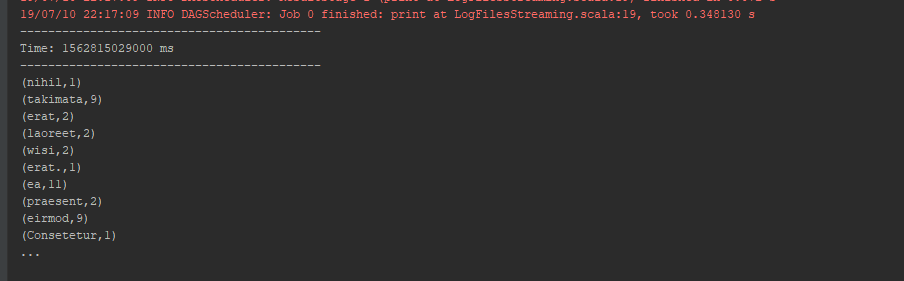 19/07/10 22:17:09 INFO DAGScheduler: Job 0 finished: print at LogFilesStreaming.scala:19, took 0.348130 s
-------------------------------------------
Time: 1562815029000 ms
-------------------------------------------
(nihil,1)
(takimata,9)
(erat,2)
(laoreet,2)
(wisi,2)
(erat.,1)
(ea,11)
(praesent,2)
(eirmod,9)
(Consetetur,1)
...